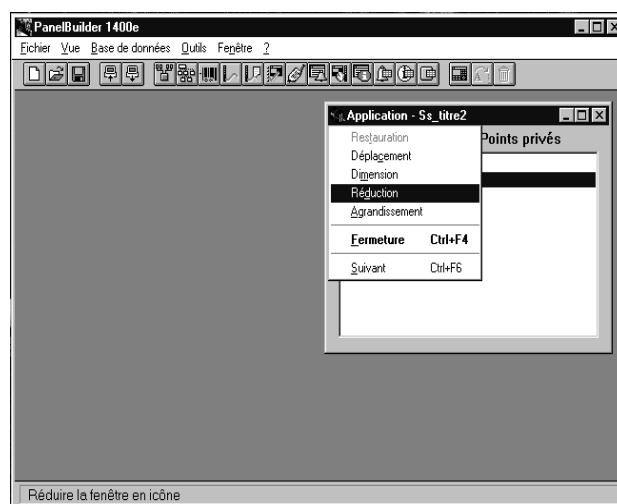 PanelBuilder 1400e
Fichier Vue Base de données Outils Fenêtre ?
Application - Ss_titre2
Points privés
Restauration
Déplacement
Dimension
Réduction
Agrandissement
Fermeture Ctrl+F4
Suivant Ctrl+F6
Réduire la fenêtre en icône